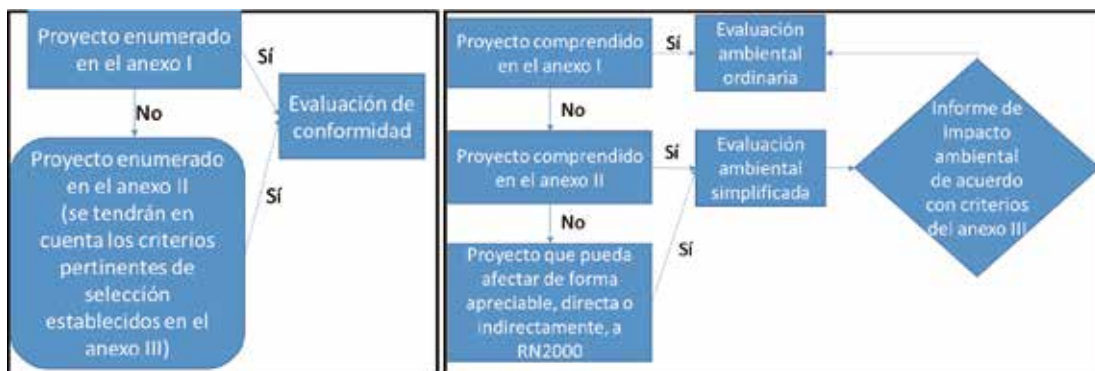 Proyecto enumerado
en el anexo I
Sí
No
Evaluación de
conformidad
Proyecto enumerado
en el anexo II
(se tendrán en
cuenta los criterios
pertinentes de
selección
establecidos en el
anexo III)
Sí
Proyecto comprendido
en el anexo I
Sí
Evaluación
ambiental
ordinaria
No
Proyecto comprendido
en el anexo II
Sí
Evaluación
ambiental
simplificada
No
Sí
Proyecto que pueda
afectar de forma
apreciable, directa o
indirectamente, a
RN2000
Informe de
Impacto
ambiental
de acuerdo
con criterios
del anexo III